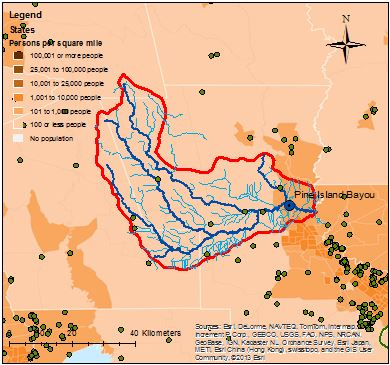 Legend
States
Persons per square mile
100,001 or more people
25,001 to 100,000 people
10,001 to 25,000 people
1,001 to 10,000 people
101 to 1,000 people
100 or less people
No population
N
Pine Island Bayou
0 20 40 Kilometers
Sources: Esri, DeLorme, NAVTEQ, TomTom, Intermap,
increment P Corp., GEBCO, USGS, FAO, NPS, NRCAN,
GeoBase, IGN, Kadaster NL, Ordnance Survey, Esri Japan,
METI, Esri China (Hong Kong), swisstopo, and the GIS User
Community, ©2013 Esri